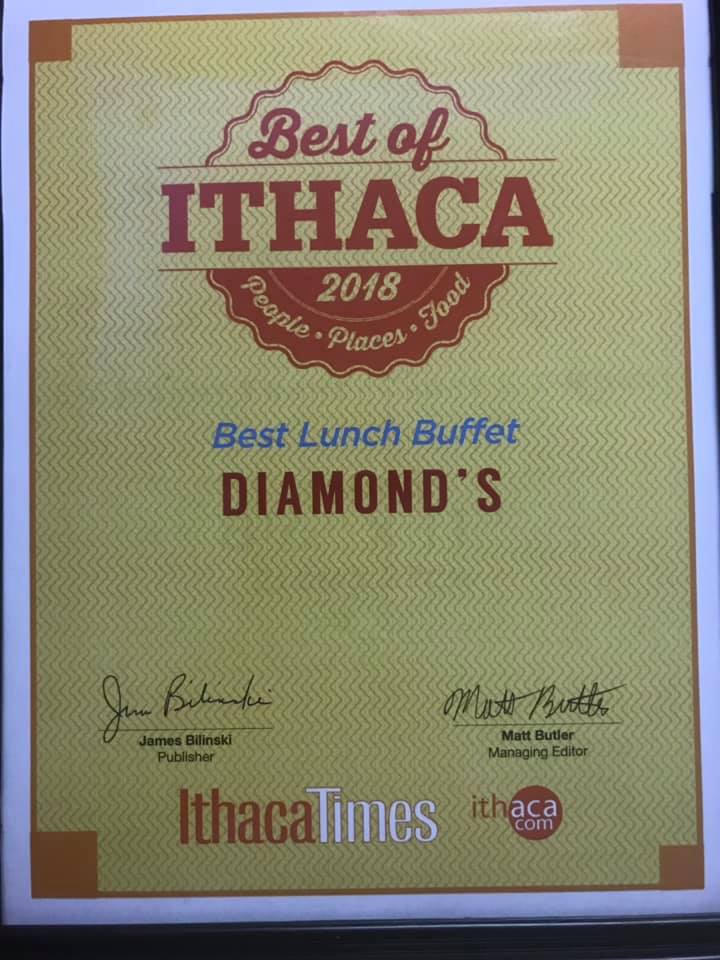 Best of
ITHACA
2018
People • Places • Food
Best Lunch Buffet
DIAMOND'S
Jim Bilinski
Matt Butler
James Bilinski
Publisher
Matt Butler
Managing Editor
IthacaTimes
ithaca
com